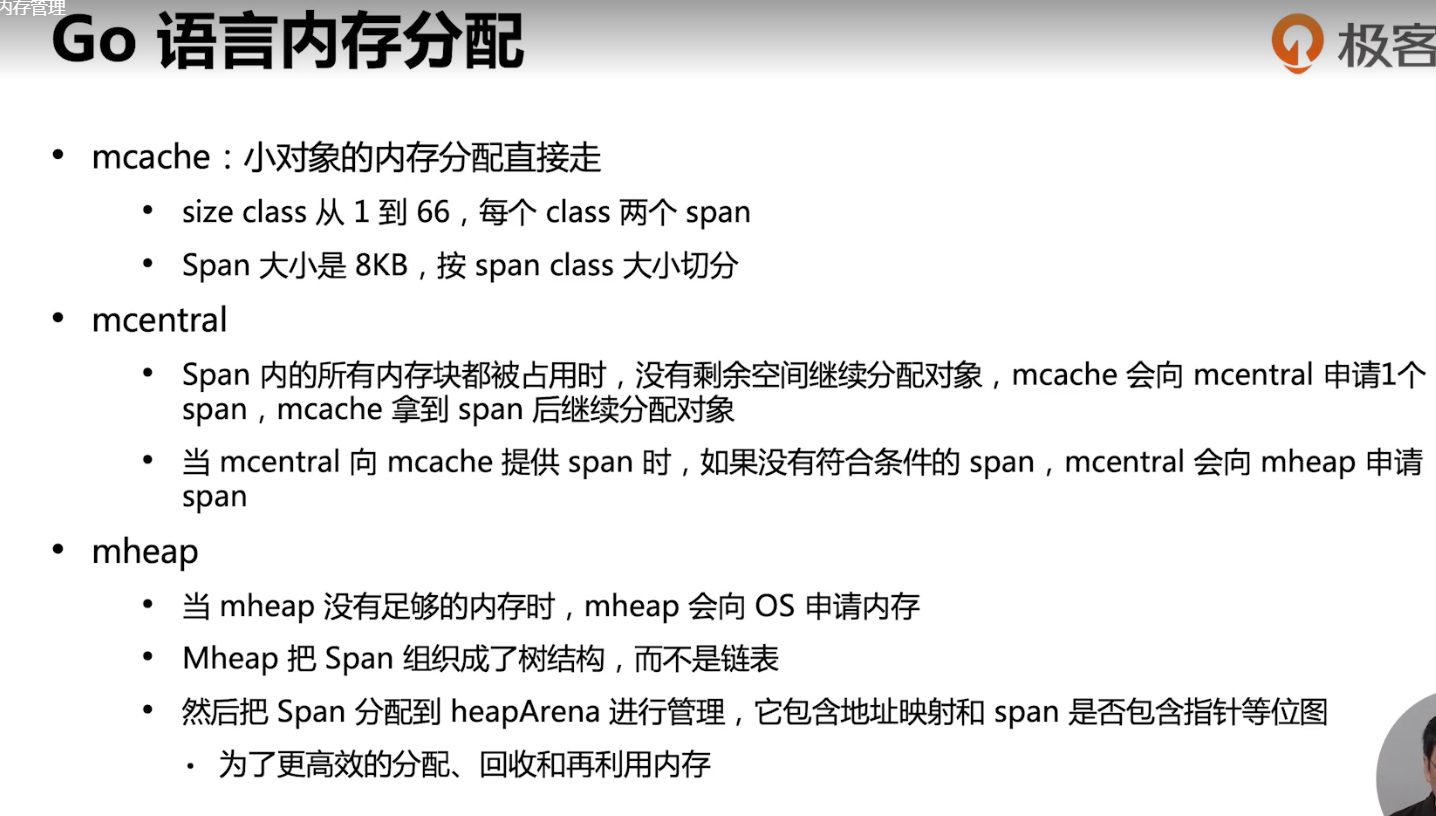 内存管理
Go 语言内存分配
极客
• mcache：小对象的内存分配直接走
• size class 从 1 到 66，每个 class 两个 span
• Span 大小是 8KB，按 span class 大小切分
• mcentral
• Span 内的所有内存块都被占用时，没有剩余空间继续分配对象，mcache 会向 mcentral 申请1个
span，mcache 拿到 span 后继续分配对象
• 当 mcentral 向 mcache 提供 span 时，如果没有符合条件的 span，mcentral 会向 mheap 申请
span
• mheap
• 当 mheap 没有足够的内存时，mheap 会向 OS 申请内存
• Mheap 把 Span 组织成了树结构，而不是链表
• 然后把 Span 分配到 heapArena 进行管理，它包含地址映射和 span 是否包含指针等位图
• 为了更高效的分配、回收和再利用内存